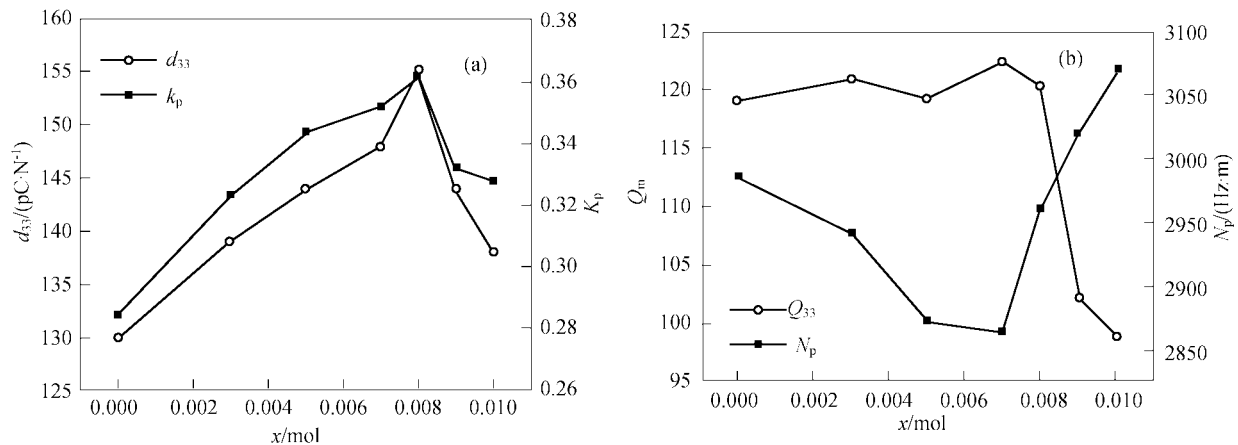 160
155
150
145
140
135
130
125
d₃₃/(pC·N⁻¹)
d₃₃
kₚ
(a)
0.38
0.36
0.34
0.32
0.30
0.28
0.26
Kₚ
0.000 0.002 0.004 0.006 0.008 0.010
x/mol
125
120
115
110
105
100
95
Qₘ
(b)
Q₃₃
Nₚ
3100
3050
3000
2950
2900
2850
Nₚ/(Hz·m)
0.000 0.002 0.004 0.006 0.008 0.010
x/mol